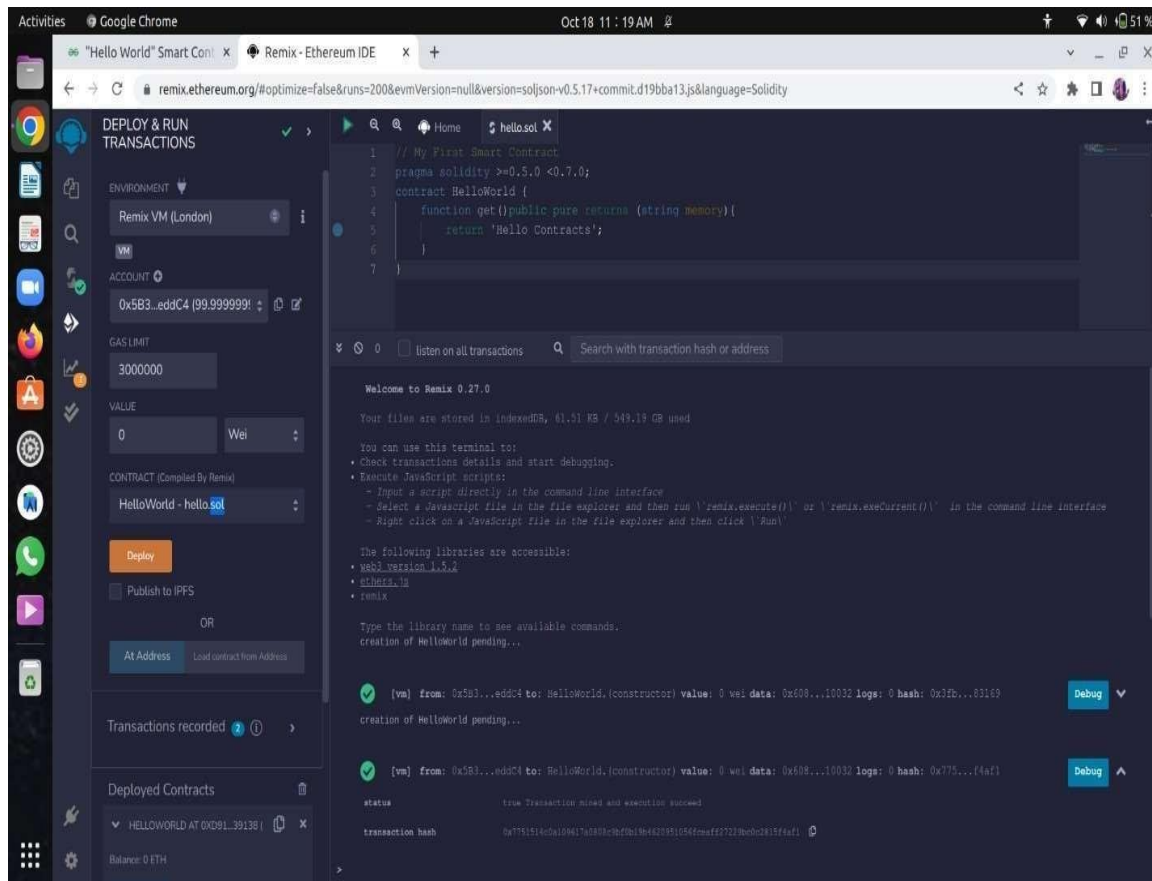 Activities Google Chrome Oct 18 11 : 19 AM 51 %
"Hello World" Smart Cont × Remix - Ethereum IDE × +
remix.ethereum.org/#optimize=false&runs=200&evmVersion=null&version=soljson-v0.5.17+commit.d19bba13.js&language=Solidity
DEPLOY & RUN
TRANSACTIONS
ENVIRONMENT
Remix VM (London)
VM
ACCOUNT
0x5B3...eddC4 (99.9999999
GAS LIMIT
3000000
VALUE
0 Wei
CONTRACT (Compiled By Remix)
HelloWorld - hello.sol
Deploy
Publish to IPFS
OR
At Address Load contract from Address
Transactions recorded 2
Deployed Contracts
HELLOWORLD AT 0XD91...39138 (
Balance: 0 ETH
Home hello.sol
1 // My First Smart Contract
2 pragma solidity >=0.5.0 <0.7.0;
3 contract HelloWorld {
4 function get()public pure returns (string memory){
5 return 'Hello Contracts';
6 }
7 }
0 listen on all transactions Search with transaction hash or address
Welcome to Remix 0.27.0
Your files are stored in indexedDB, 61.51 KB / 549.19 GB used
You can use this terminal to:
• Check transactions details and start debugging.
• Execute JavaScript scripts:
- Input a script directly in the command line interface
- Select a Javascript file in the file explorer and then run \`remix.execute()\` or \`remix.exeCurrent()\` in the command line interface
- Right click on a JavaScript file in the file explorer and then click \`Run\`
The following libraries are accessible:
• web3 version 1.5.2
• ethers.js
• remix
Type the library name to see available commands.
creation of HelloWorld pending...
[vm] from: 0x5B3...eddC4 to: HelloWorld.(constructor) value: 0 wei data: 0x608...10032 logs: 0 hash: 0x3fb...83169
Debug
creation of HelloWorld pending...
[vm] from: 0x5B3...eddC4 to: HelloWorld.(constructor) value: 0 wei data: 0x608...10032 logs: 0 hash: 0x775...f4af1
Debug
status true Transaction mined and execution succeed
transaction hash
>